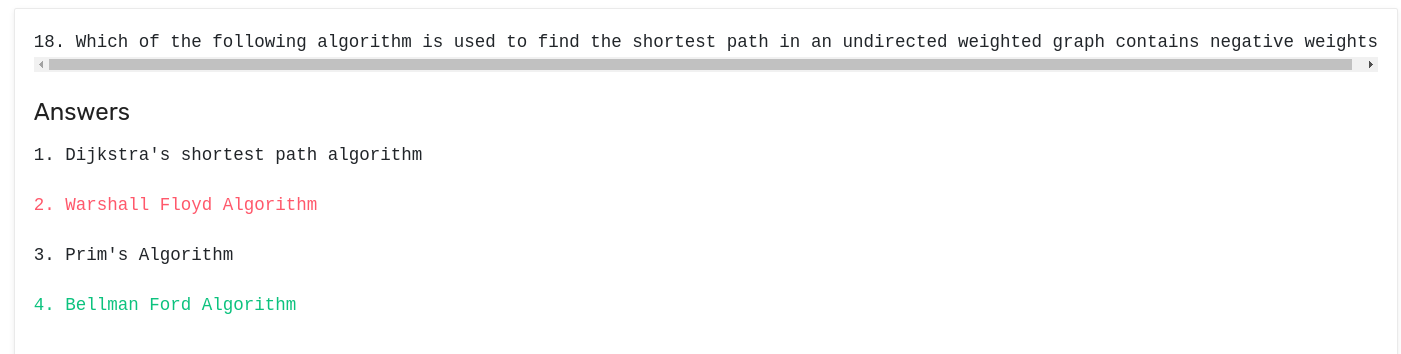 18. Which of the following algorithm is used to find the shortest path in an undirected weighted graph contains negative weights
Answers
1. Dijkstra's shortest path algorithm
2. Warshall Floyd Algorithm
3. Prim's Algorithm
4. Bellman Ford Algorithm